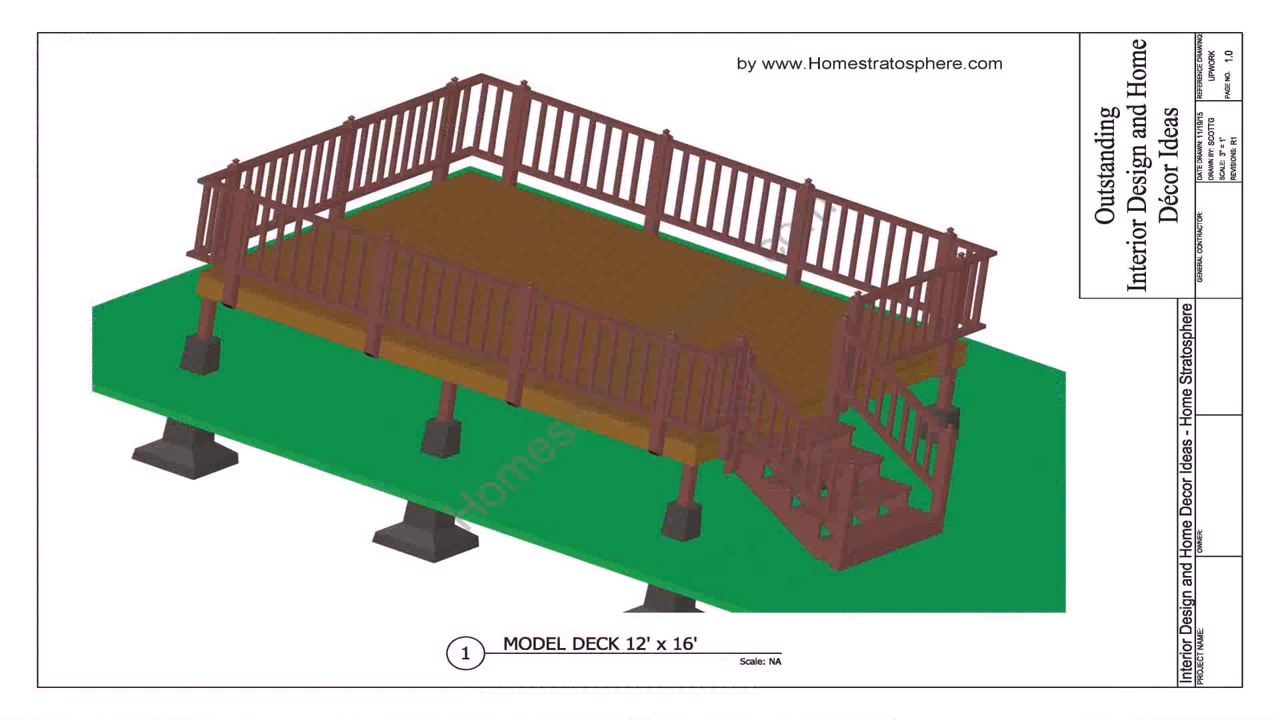 by www.Homestratosphere.com
Outstanding
Interior Design and Home
Décor Ideas
REFERENCE DRAWING:
UPWORK
PAGE NO. 1.0
DATE DRAWN: 11/19/15
DRAWN BY: SCOTTG
SCALE: 3" = 1'
REVISIONS: R1
GENERAL CONTRACTOR:
OWNER:
Interior Design and Home Decor Ideas - Home Stratosphere
PROJECT NAME:
1
MODEL DECK 12' x 16'
Scale: NA